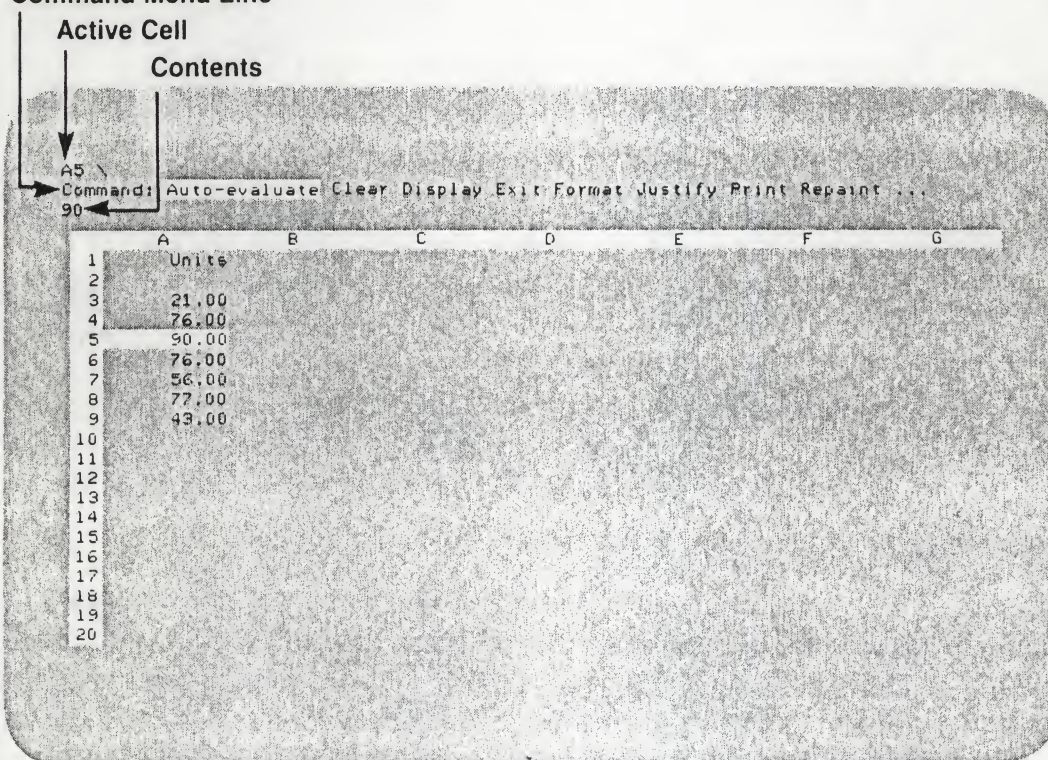 Command Menu Line
Active Cell
Contents
A5 \
Command: Auto-evaluate Clear Display Exit Format Justify Print Repaint ...
90
A B C D E F G
1 Units
2
3 21.00
4 76.00
5 90.00
6 76.00
7 56.00
8 77.00
9 43.00
10
11
12
13
14
15
16
17
18
19
20